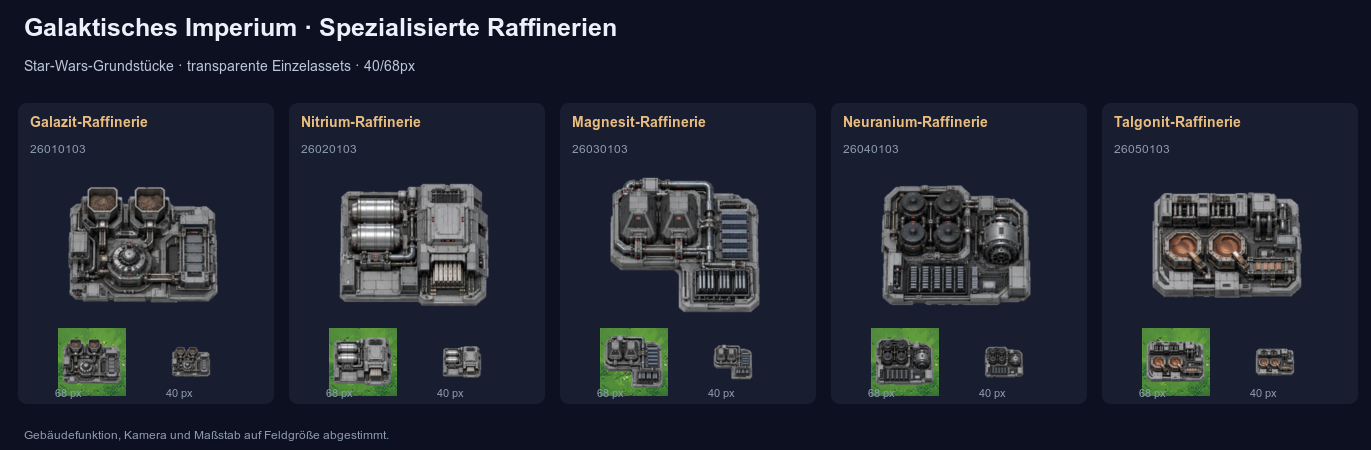 Galaktisches Imperium · Spezialisierte Raffinerien
Star-Wars-Grundstücke · transparente Einzelassets · 40/68px
Galazit-Raffinerie
26010103
68 px
40 px
Nitrium-Raffinerie
26020103
68 px
40 px
Magnesit-Raffinerie
26030103
68 px
40 px
Neuranium-Raffinerie
26040103
68 px
40 px
Talgonit-Raffinerie
26050103
68 px
40 px
Gebäudefunktion, Kamera und Maßstab auf Feldgröße abgestimmt.